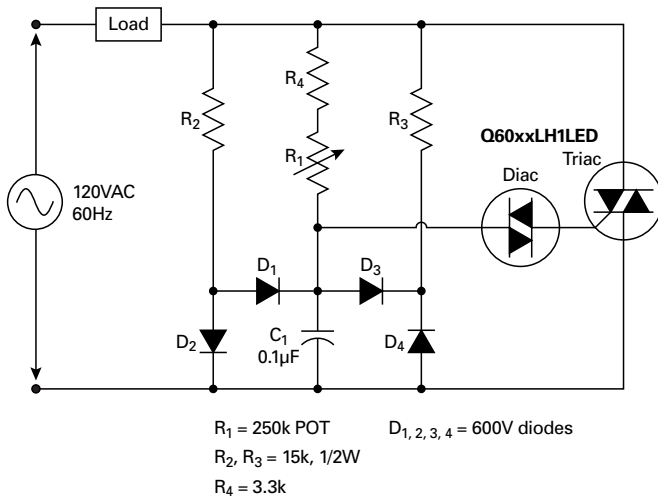 Load
R4
R2
R3
R1
Q60xxLH1LED
Triac
Diac
120VAC
60Hz
D1
D3
D2
C1
0.1µF
D4
R1 = 250k POT
D1, 2, 3, 4 = 600V diodes
R2, R3 = 15k, 1/2W
R4 = 3.3k